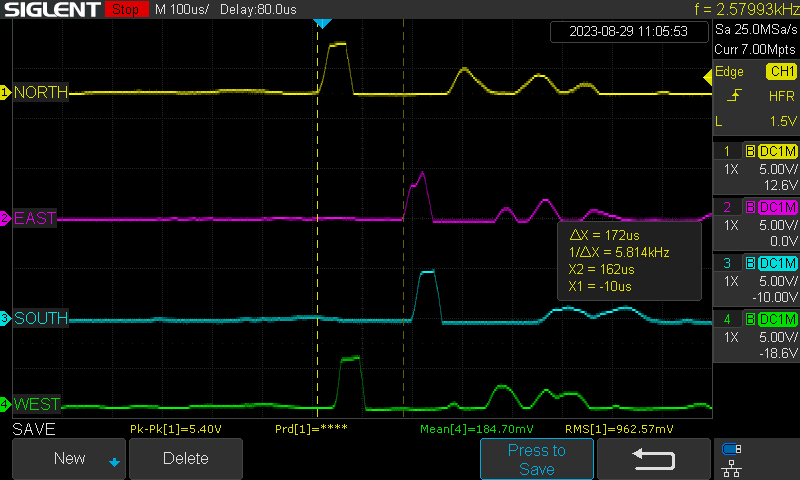 SIGLENT Stop M 100us/ Delay:80.0us f = 2.57993kHz
2023-08-29 11:05:53
Sa 25.0MSa/s
Curr 7.00Mpts
Edge CH1
HFR
L 1.5V
1 NORTH
1 B DC1M
1X 5.00V/
12.6V
2 EAST
2 B DC1M
1X 5.00V/
0.0V
ΔX = 172us
1/ΔX = 5.814kHz
X2 = 162us
X1 = -10us
3 SOUTH
3 B DC1M
1X 5.00V/
-10.00V
4 WEST
4 B DC1M
1X 5.00V/
-18.6V
SAVE Pk-Pk[1]=5.40V Prd[1]=**** Mean[4]=184.70mV RMS[1]=962.57mV
New Delete Press to
Save